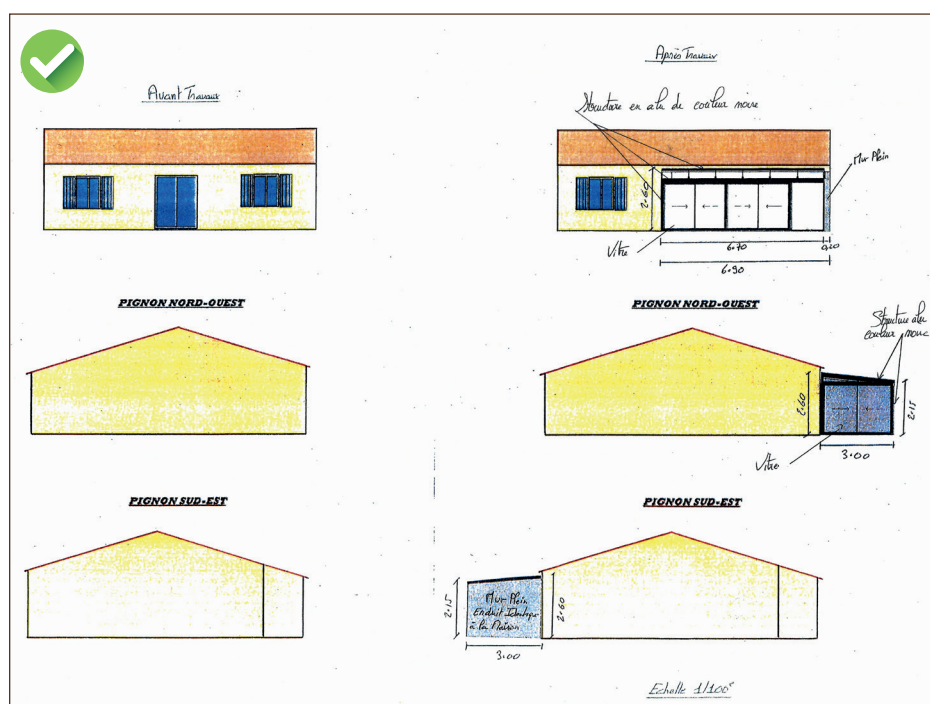 Avant Travaux
Après Travaux
Structure en alu de couleur noire
Mur Plein
2.60
Vitre
6.70
0.20
6.90
PIGNON NORD-OUEST
PIGNON NORD-OUEST
Structure alu
couleur noire
2.60
2.15
Vitre
3.00
PIGNON SUD-EST
PIGNON SUD-EST
2.15
Mur Plein
Enduit Identique
à la Maison
2.60
3.00
Echelle 1/100e